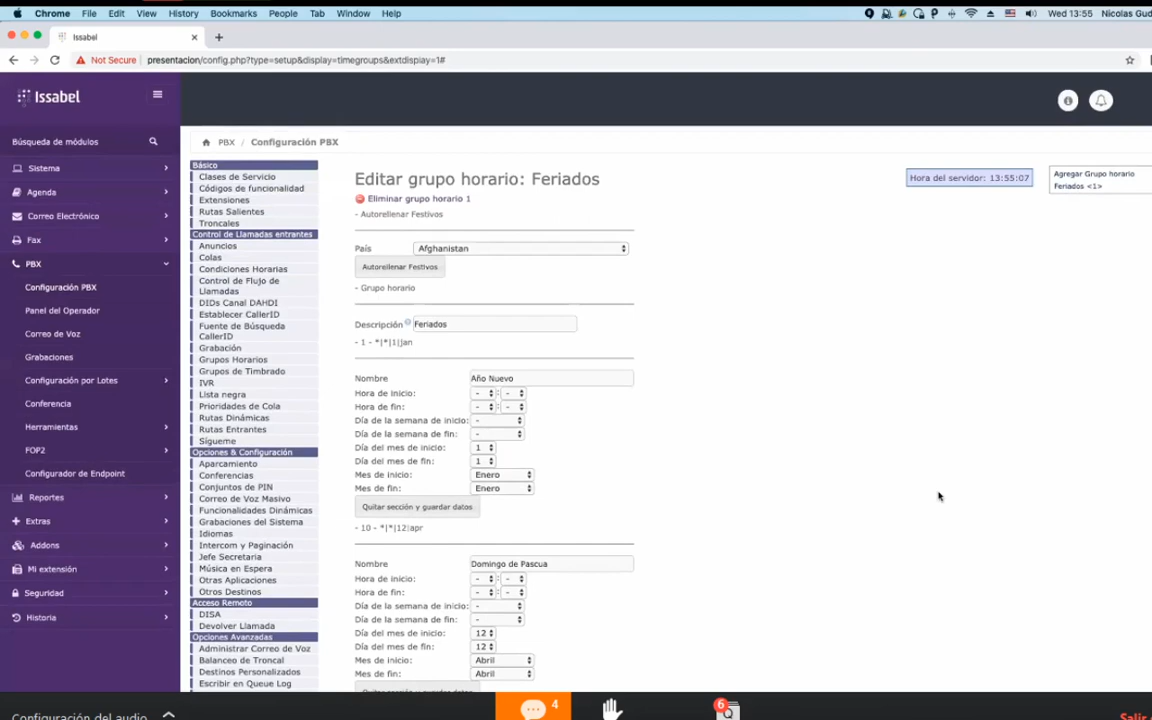 Chrome File Edit View History Bookmarks People Tab Window Help Wed 13:55 Nicolas Gud
Issabel
Not Secure presentacion/config.php?type=setup&display=timegroups&extdisplay=1#
Issabel
Búsqueda de módulos
Sistema
Agenda
Correo Electrónico
Fax
PBX
Configuración PBX
Panel del Operador
Correo de Voz
Grabaciones
Configuración por Lotes
Conferencia
Herramientas
FOP2
Configurador de Endpoint
Reportes
Extras
Addons
Mi extensión
Seguridad
Historia
PBX / Configuración PBX
Básico
Clases de Servicio
Códigos de funcionalidad
Extensiones
Rutas Salientes
Troncales
Control de Llamadas entrantes
Anuncios
Colas
Condiciones Horarias
Control de Flujo de
Llamadas
DIDs Canal DAHDI
Establecer CallerID
Fuente de Búsqueda
CallerID
Grabación
Grupos Horarios
Grupos de Timbrado
IVR
Lista negra
Prioridades de Cola
Rutas Dinámicas
Rutas Entrantes
Sígueme
Opciones & Configuración
Aparcamiento
Conferencias
Conjuntos de PIN
Correo de Voz Masivo
Funcionalidades Dinámicas
Grabaciones del Sistema
Idiomas
Intercom y Paginación
Jefe Secretaria
Música en Espera
Otras Aplicaciones
Otros Destinos
Acceso Remoto
DISA
Devolver Llamada
Opciones Avanzadas
Administrar Correo de Voz
Balanceo de Troncal
Destinos Personalizados
Escribir en Queue Log
Editar grupo horario: Feriados
Eliminar grupo horario 1
- Autorellenar Festivos
País Afghanistan
Autorellenar Festivos
- Grupo horario
Descripción Feriados
- 1 - *|*|1|jan
Nombre Año Nuevo
Hora de inicio: - : -
Hora de fin: - : -
Día de la semana de inicio: -
Día de la semana de fin: -
Día del mes de inicio: 1
Día del mes de fin: 1
Mes de inicio: Enero
Mes de fin: Enero
Quitar sección y guardar datos
- 10 - *|*|12|apr
Nombre Domingo de Pascua
Hora de inicio: - : -
Hora de fin: - : -
Día de la semana de inicio: -
Día de la semana de fin: -
Día del mes de inicio: 12
Día del mes de fin: 12
Mes de inicio: Abril
Mes de fin: Abril
Quitar sección y guardar datos
Hora del servidor: 13:55:07
Agregar Grupo horario
Feriados <1>
Configuración del audio
4
6
Salir